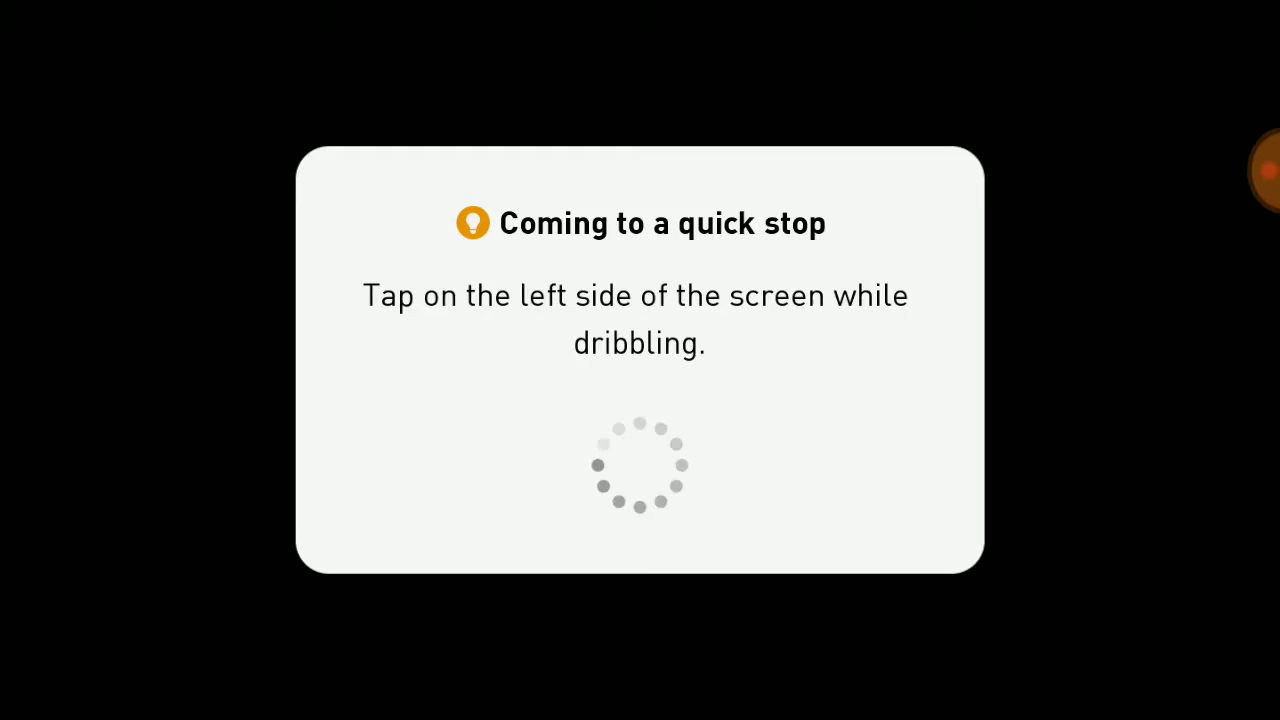 Coming to a quick stop
Tap on the left side of the screen while
dribbling.